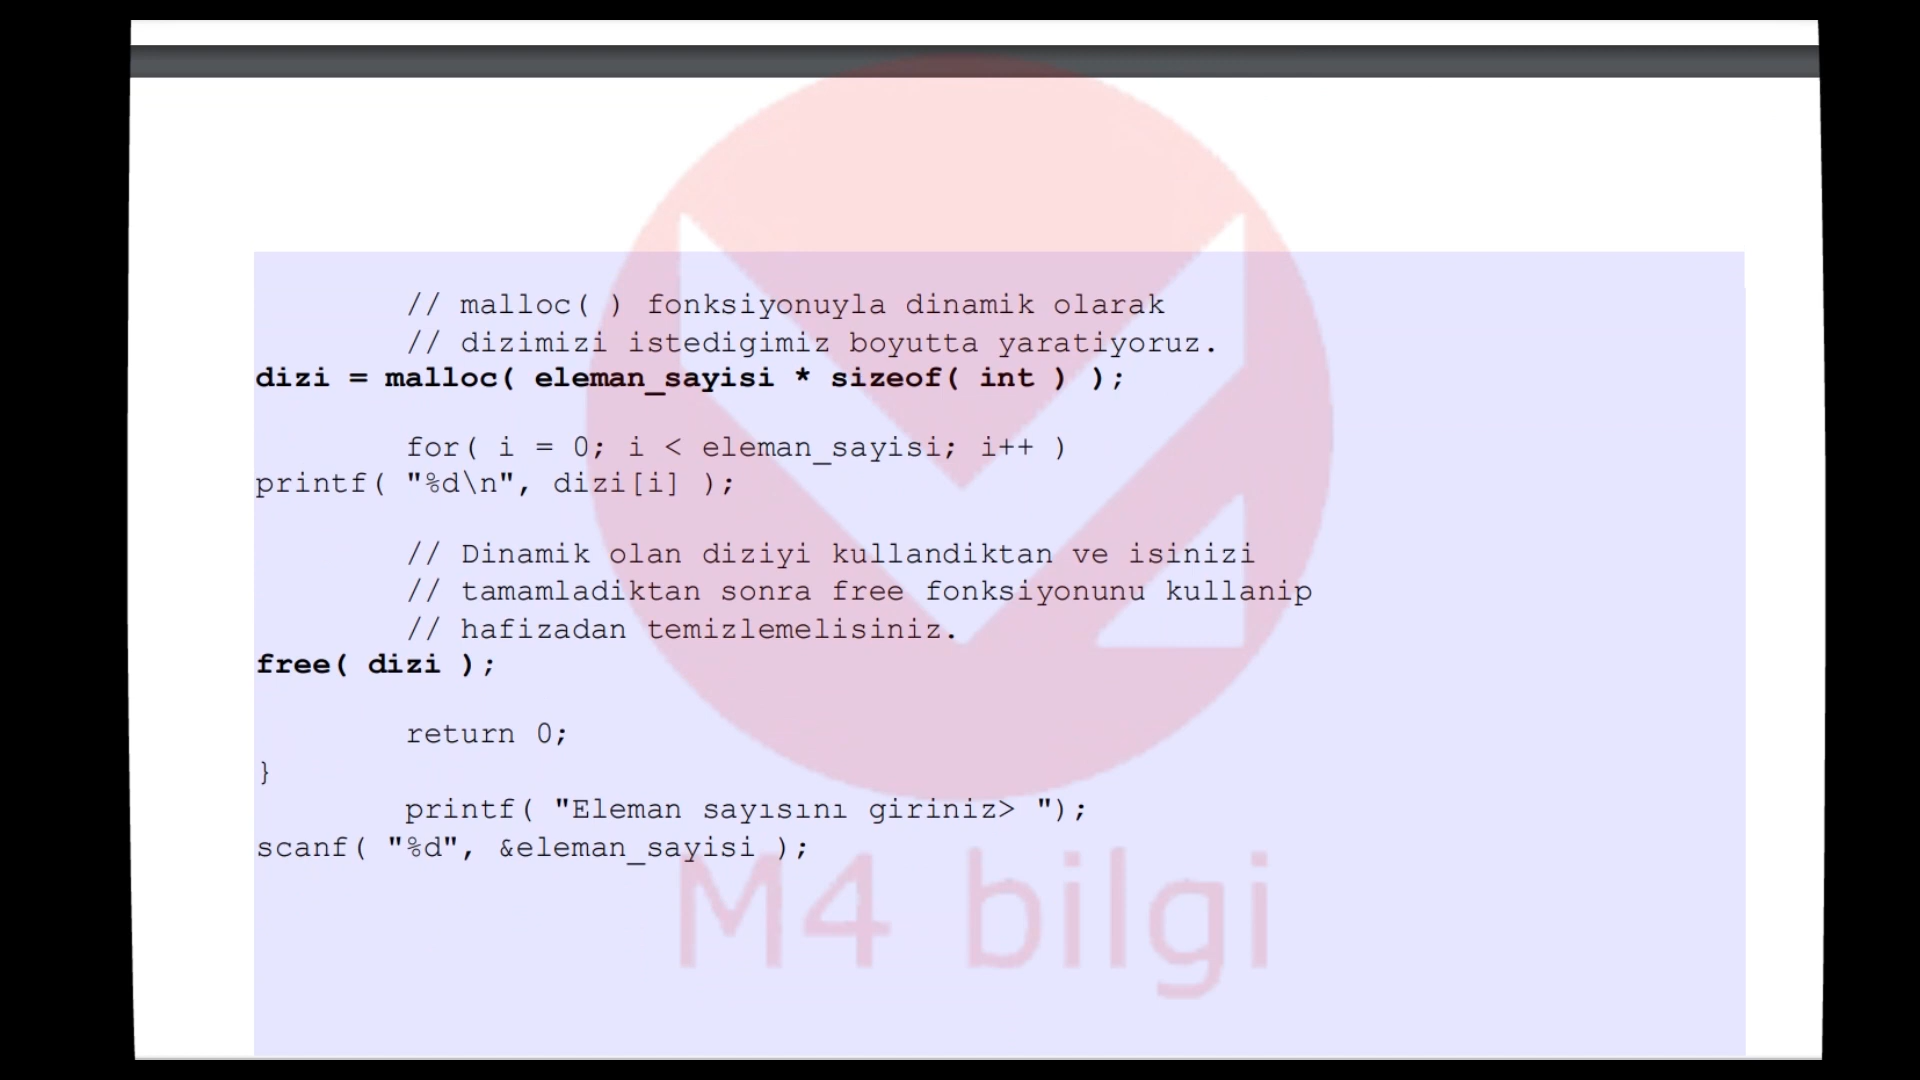 // malloc( ) fonksiyonuyla dinamik olarak
// dizimizi istedigimiz boyutta yaratiyoruz.
dizi = malloc( eleman_sayisi * sizeof( int ) );
for( i = 0; i < eleman_sayisi; i++ )
printf( "%d\n", dizi[i] );
// Dinamik olan diziyi kullandiktan ve isinizi
// tamamladiktan sonra free fonksiyonunu kullanip
// hafizadan temizlemelisiniz.
free( dizi );
return 0;
}
printf( "Eleman sayısını giriniz> ");
scanf( "%d", &eleman_sayisi );
M4 bilgi